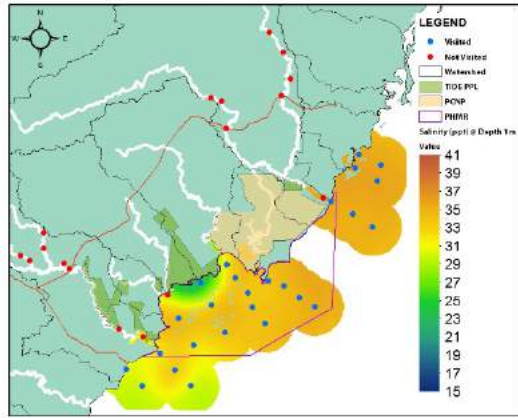 N
W E
S
LEGEND
Visited
Not Visited
Watershed
TIDE PPL
PCNP
PHMR
Salinity (ppt) @ Depth 1m
Value
41
39
37
35
33
31
29
27
25
23
21
19
17
15